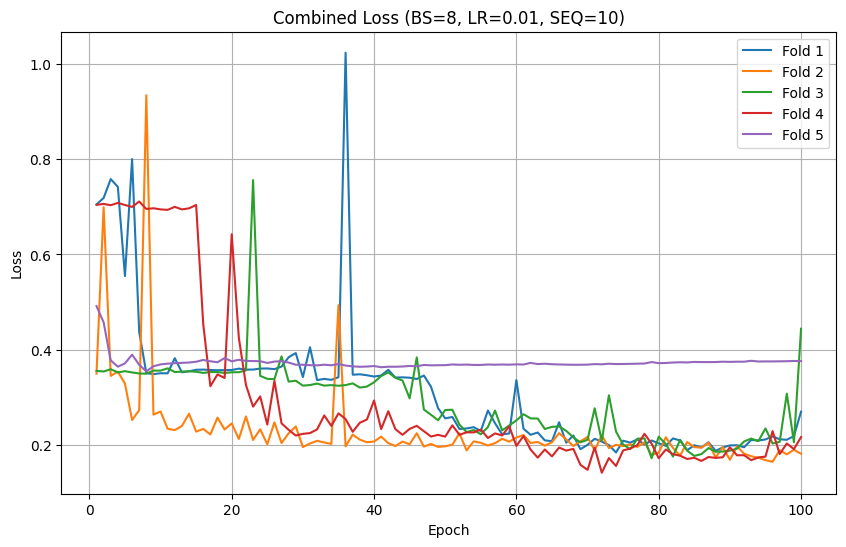 Combined Loss (BS=8, LR=0.01, SEQ=10)
Fold 1
Fold 2
Fold 3
Fold 4
Fold 5
Loss
1.0
0.8
0.6
0.4
0.2
0 20 40 60 80 100
Epoch